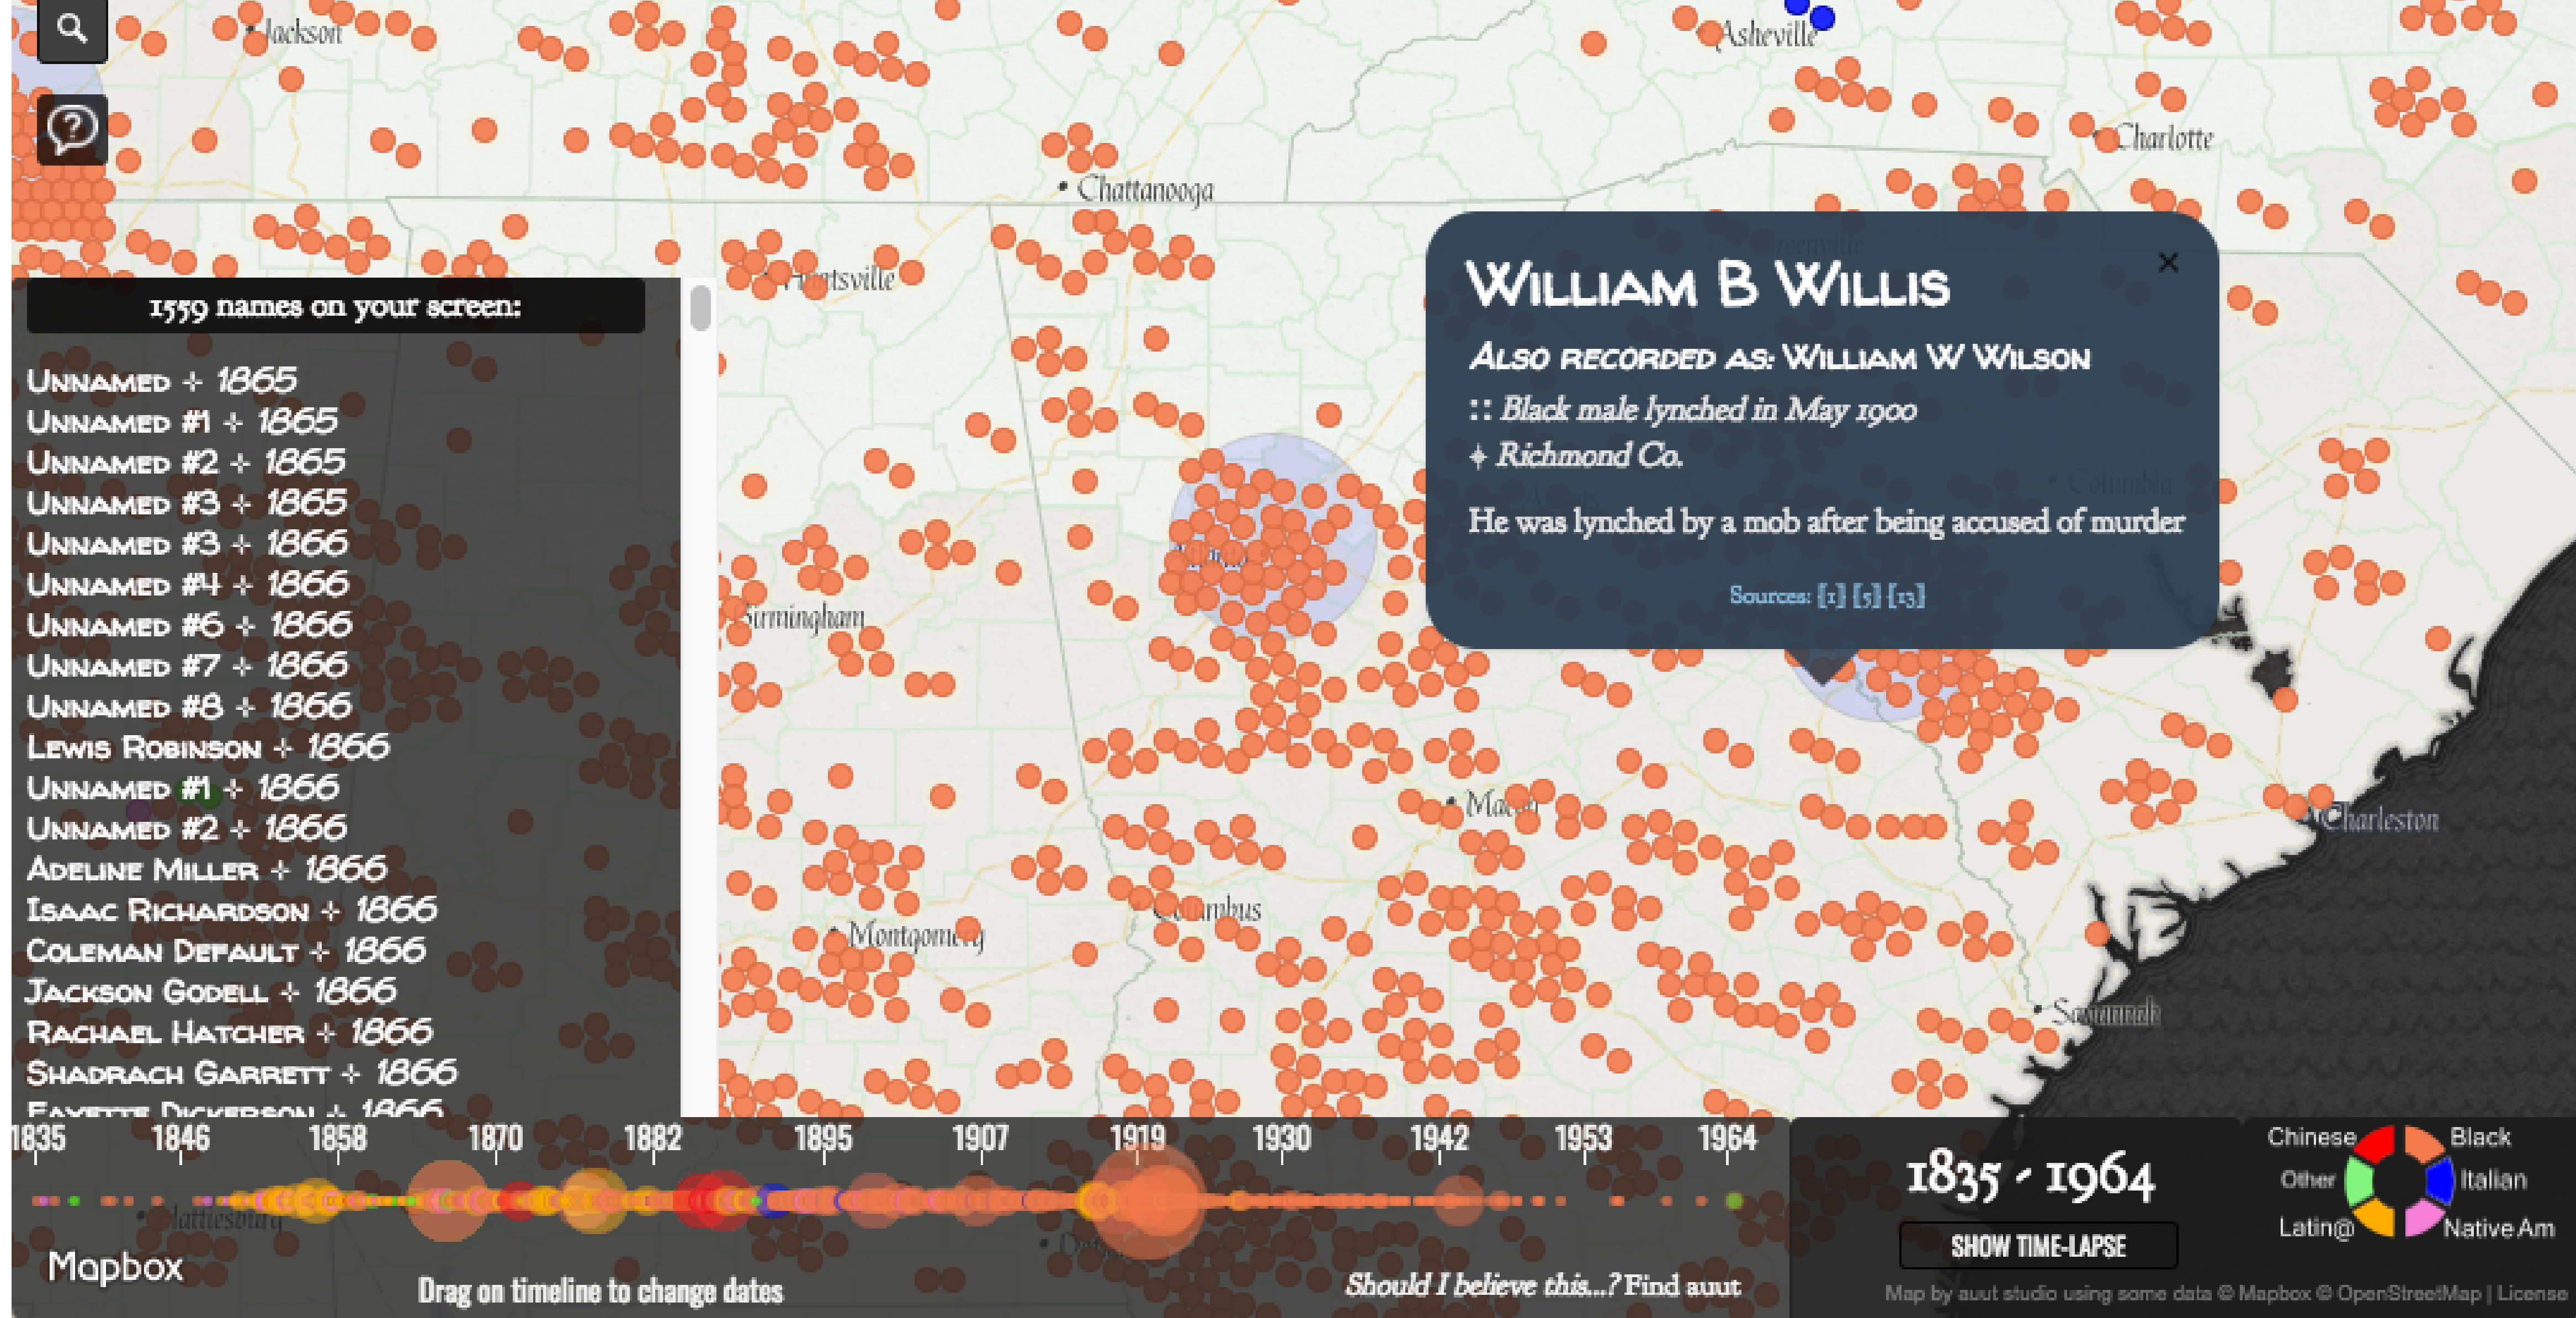 Jackson
Asheville
Charlotte
Chattanooga
1559 names on your screen:
Unnamed ÷ 1865
Unnamed #1 ÷ 1865
Unnamed #2 ÷ 1865
Unnamed #3 ÷ 1865
Unnamed #3 ÷ 1866
Unnamed #4 ÷ 1866
Unnamed #6 ÷ 1866
Unnamed #7 ÷ 1866
Unnamed #8 ÷ 1866
Lewis Robinson ÷ 1866
Unnamed #1 ÷ 1866
Unnamed #2 ÷ 1866
Adeline Miller ÷ 1866
Isaac Richardson ÷ 1866
Coleman Default ÷ 1866
Jackson Godell ÷ 1866
Rachael Hatcher ÷ 1866
Shadrach Garrett ÷ 1866
Fayette Dickerson ÷ 1866
Huntsville
William B Willis
×
Also recorded as: William W Wilson
:: Black male lynched in May 1900
Richmond Co.
He was lynched by a mob after being accused of murder
Sources: [1] [5] [13]
Greenville
Columbia
Birmingham
Macon
Charleston
Columbus
Montgomery
Savannah
1835 1846 1858 1870 1882 1895 1907 1919 1930 1942 1953 1964
Hattiesburg
Mapbox
Drag on timeline to change dates
Should I believe this...? Find auut
1835 - 1964
SHOW TIME-LAPSE
Chinese
Black
Other
Italian
Latin@
Native Am
Map by auut studio using some data © Mapbox © OpenStreetMap | License